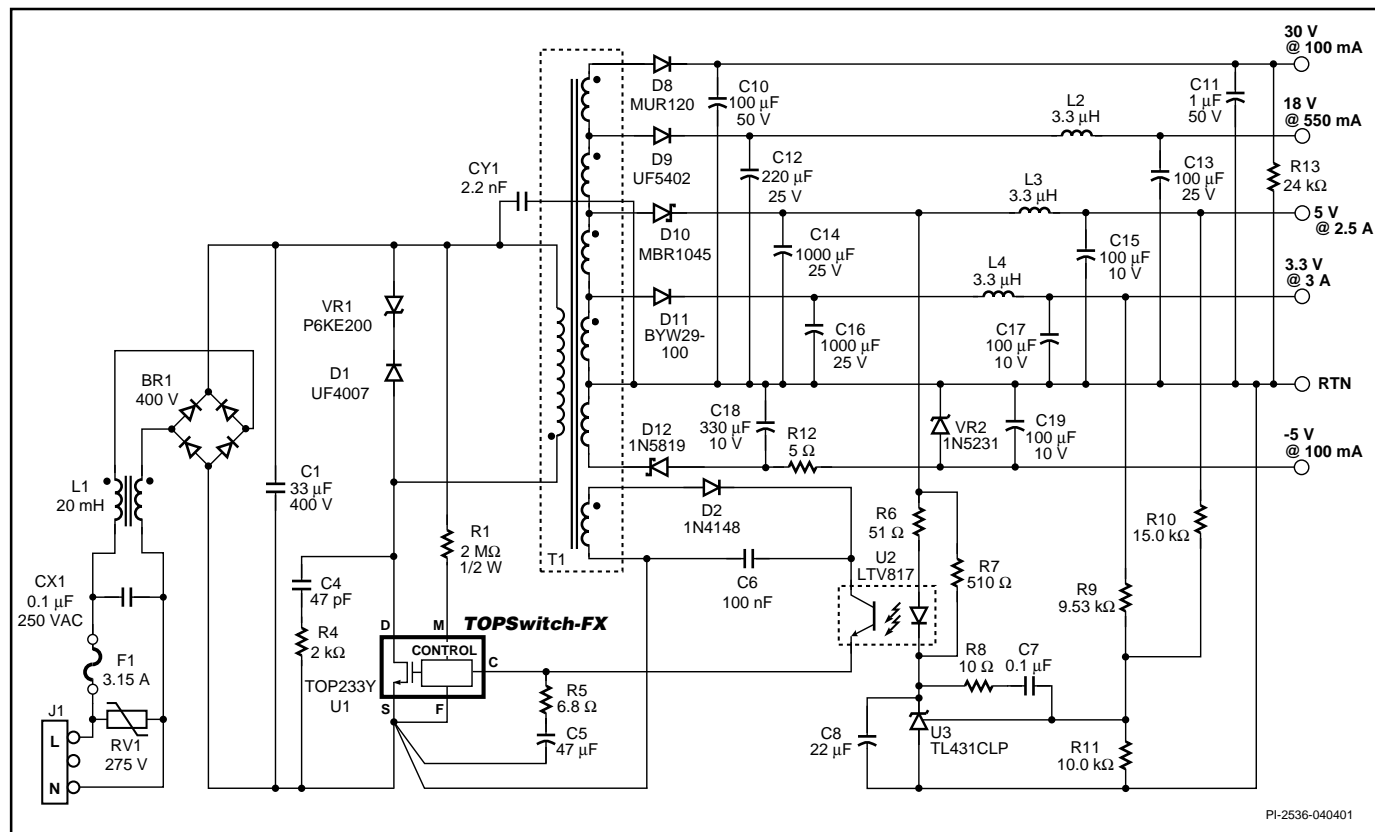 30 V
@ 100 mA
D8
MUR120
C10
100 µF
50 V
L2
3.3 µH
C11
1 µF
50 V
18 V
@ 550 mA
CY1
2.2 nF
D9
UF5402
C12
220 µF
25 V
L3
3.3 µH
C13
100 µF
25 V
R13
24 kΩ
5 V
@ 2.5 A
D10
MBR1045
C14
1000 µF
25 V
L4
3.3 µH
C15
100 µF
10 V
3.3 V
@ 3 A
VR1
P6KE200
D11
BYW29-
100
C16
1000 µF
25 V
C17
100 µF
10 V
D1
UF4007
BR1
400 V
RTN
C18
330 µF
10 V
D12
1N5819
R12
5 Ω
VR2
1N5231
C19
100 µF
10 V
-5 V
@ 100 mA
C1
33 µF
400 V
L1
20 mH
D2
1N4148
R6
51 Ω
R10
15.0 kΩ
R1
2 MΩ
1/2 W
T1
U2
LTV817
R7
510 Ω
CX1
0.1 µF
250 VAC
C4
47 pF
C6
100 nF
R9
9.53 kΩ
R4
2 kΩ
D
M
TOPSwitch-FX
CONTROL
C
R8
10 Ω
C7
0.1 µF
F1
3.15 A
TOP233Y
U1
S
F
R5
6.8 Ω
C5
47 µF
J1
L
N
RV1
275 V
C8
22 µF
U3
TL431CLP
R11
10.0 kΩ
PI-2536-040401